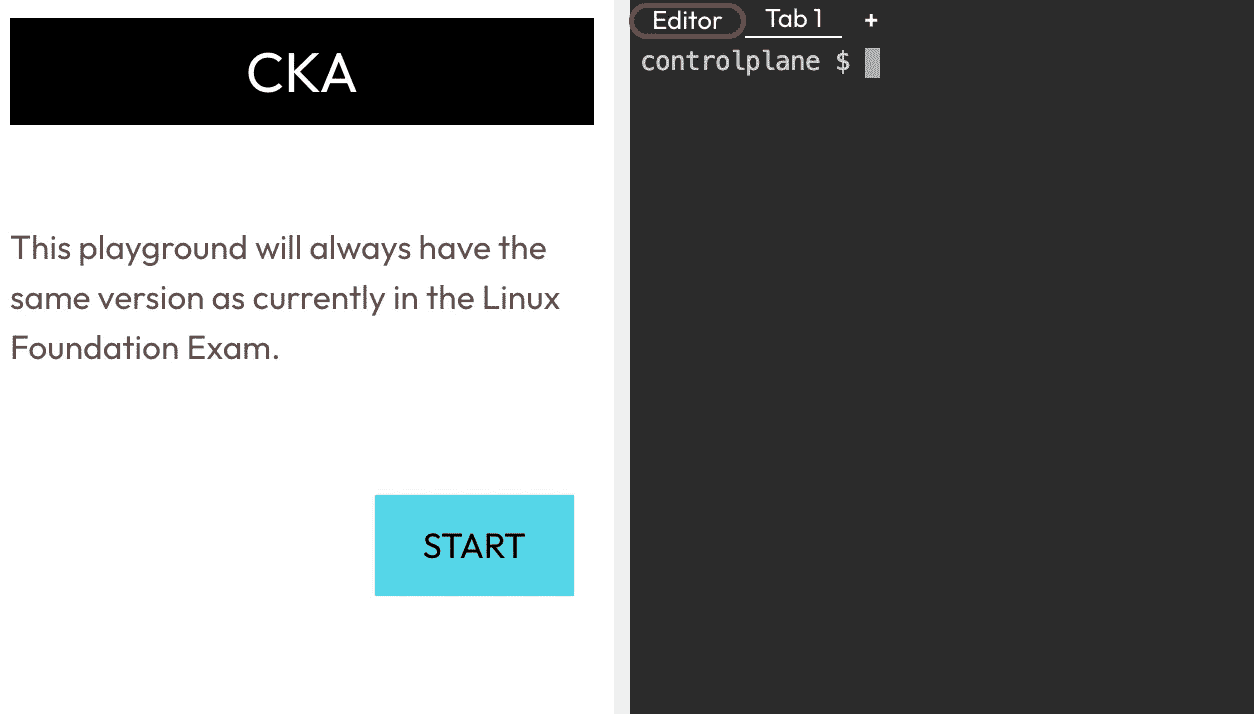 CKA
This playground will always have the
same version as currently in the Linux
Foundation Exam.
START
Editor Tab 1 +
controlplane $